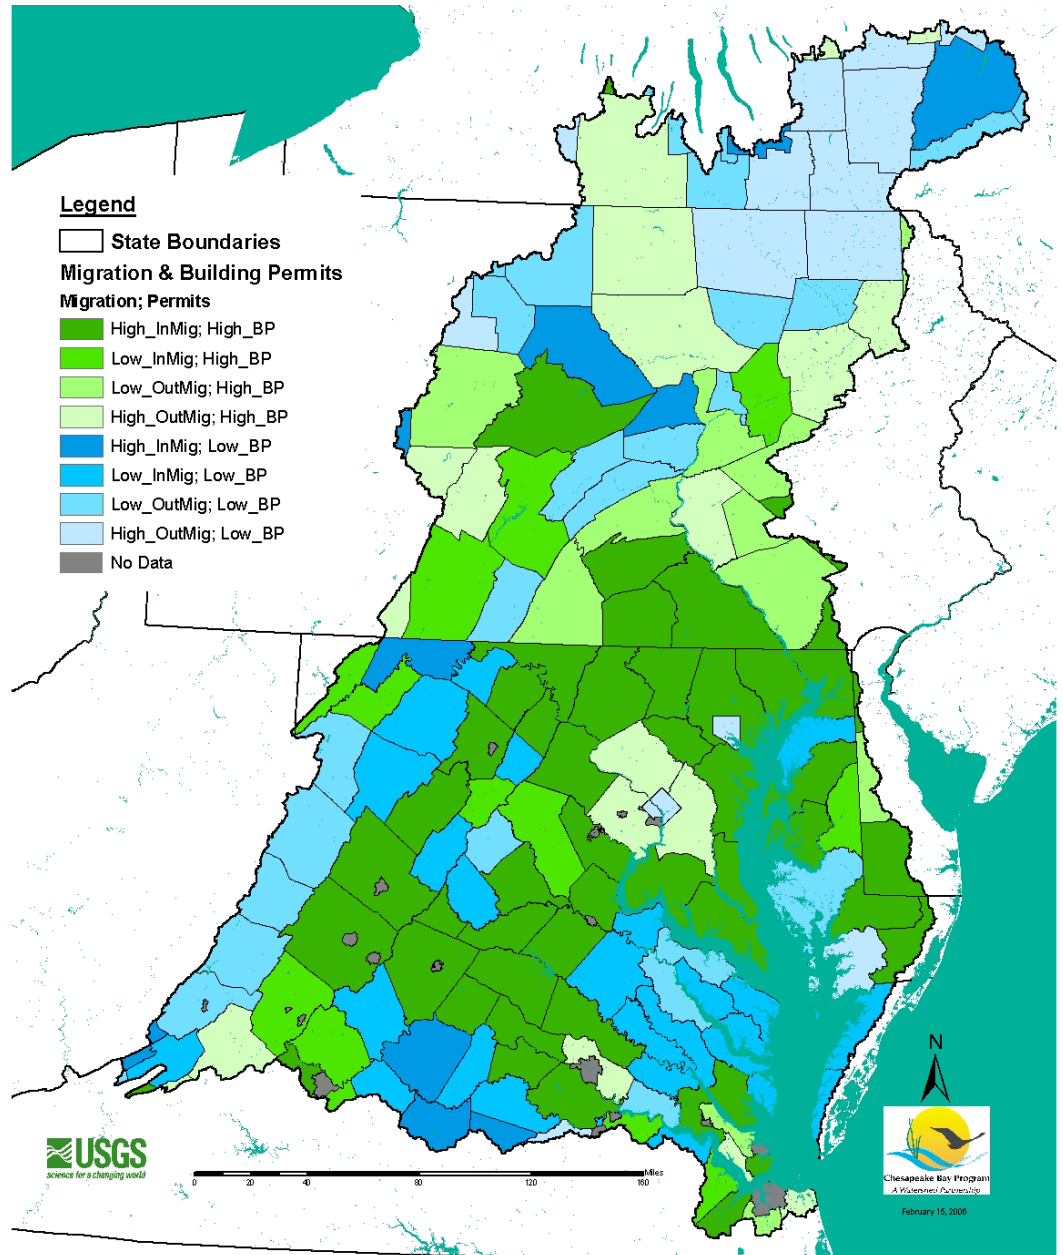 Legend
State Boundaries
Migration & Building Permits
Migration; Permits
High_InMig; High_BP
Low_InMig; High_BP
Low_OutMig; High_BP
High_OutMig; High_BP
High_InMig; Low_BP
Low_InMig; Low_BP
Low_OutMig; Low_BP
High_OutMig; Low_BP
No Data
N
USGS
science for a changing world
Miles
0 20 40 80 120 160
Chesapeake Bay Program
A Watershed Partnership
February 15, 2006